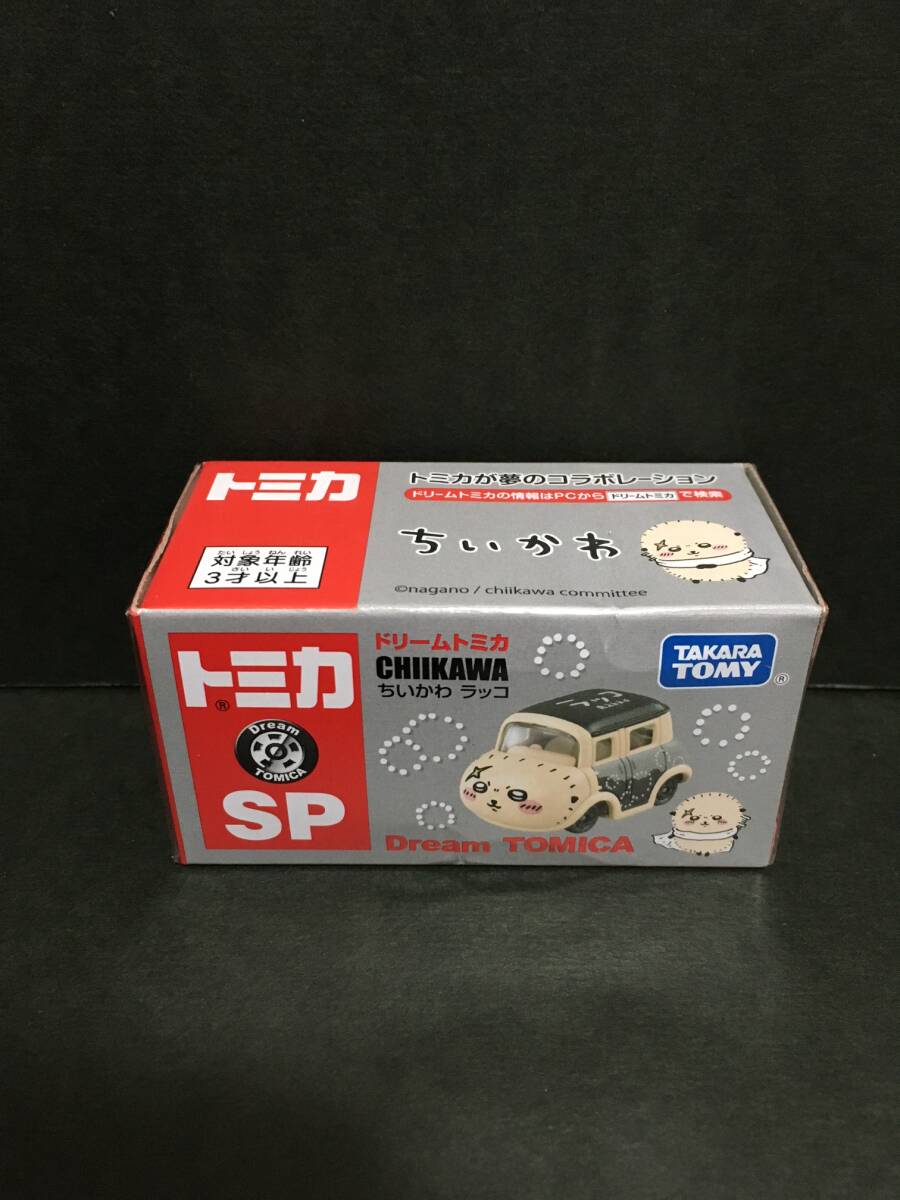 トミカ
対象年齢
たいしょうねんれい
3才以上
さいいじょう
トミカが夢のコラボレーション
ドリームトミカの情報はPCから ドリームトミカ で検索
ちいかわ
©nagano / chiikawa committee
トミカ
®
Dream
TOMICA
SP
ドリームトミカ
CHIIKAWA
ちいかわ ラッコ
ラッコ
Dream TOMICA
TAKARA
TOMY
®